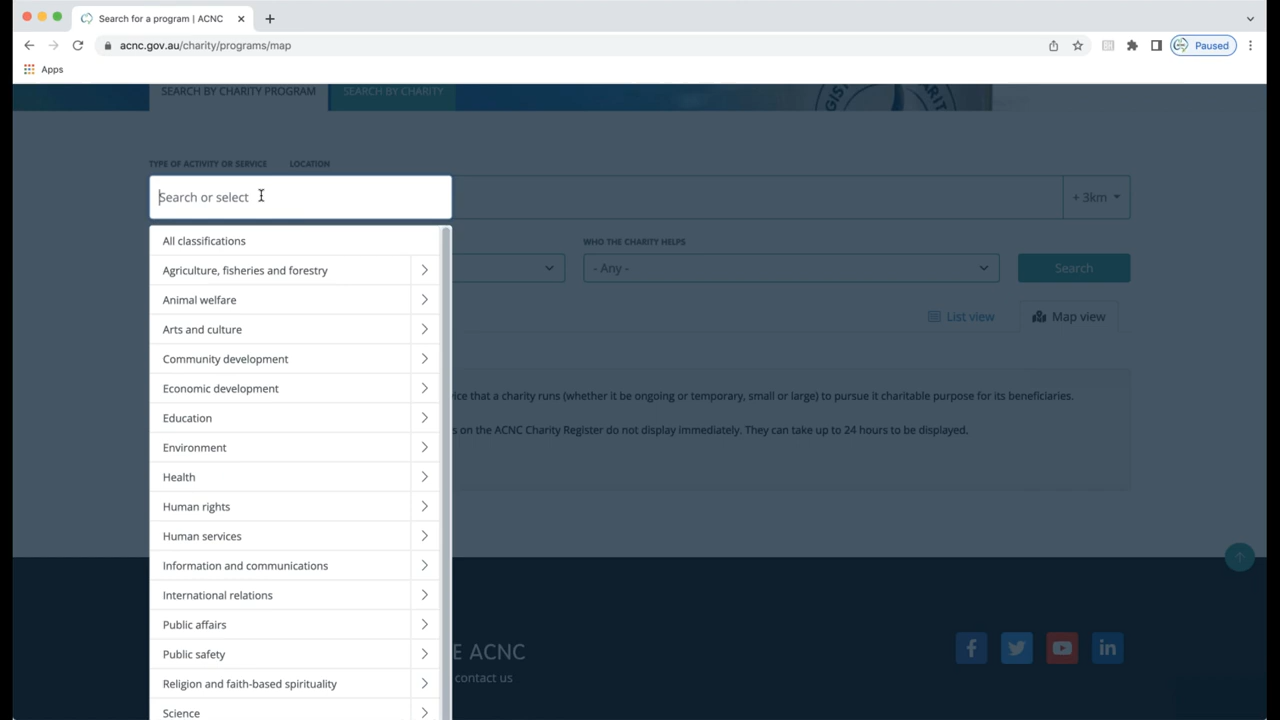 Search for a program | ACNC
acnc.gov.au/charity/programs/map
Paused
Apps
SEARCH BY CHARITY PROGRAM
SEARCH BY CHARITY
TYPE OF ACTIVITY OR SERVICE
LOCATION
Search or select
+ 3km
All classifications
Agriculture, fisheries and forestry
Animal welfare
Arts and culture
Community development
Economic development
Education
Environment
Health
Human rights
Human services
Information and communications
International relations
Public affairs
Public safety
Religion and faith-based spirituality
Science
WHO THE CHARITY HELPS
- Any -
Search
List view
Map view
that a charity runs (whether it be ongoing or temporary, small or large) to pursue it charitable purpose for its beneficiaries.
on the ACNC Charity Register do not display immediately. They can take up to 24 hours to be displayed.
ACNC
contact us